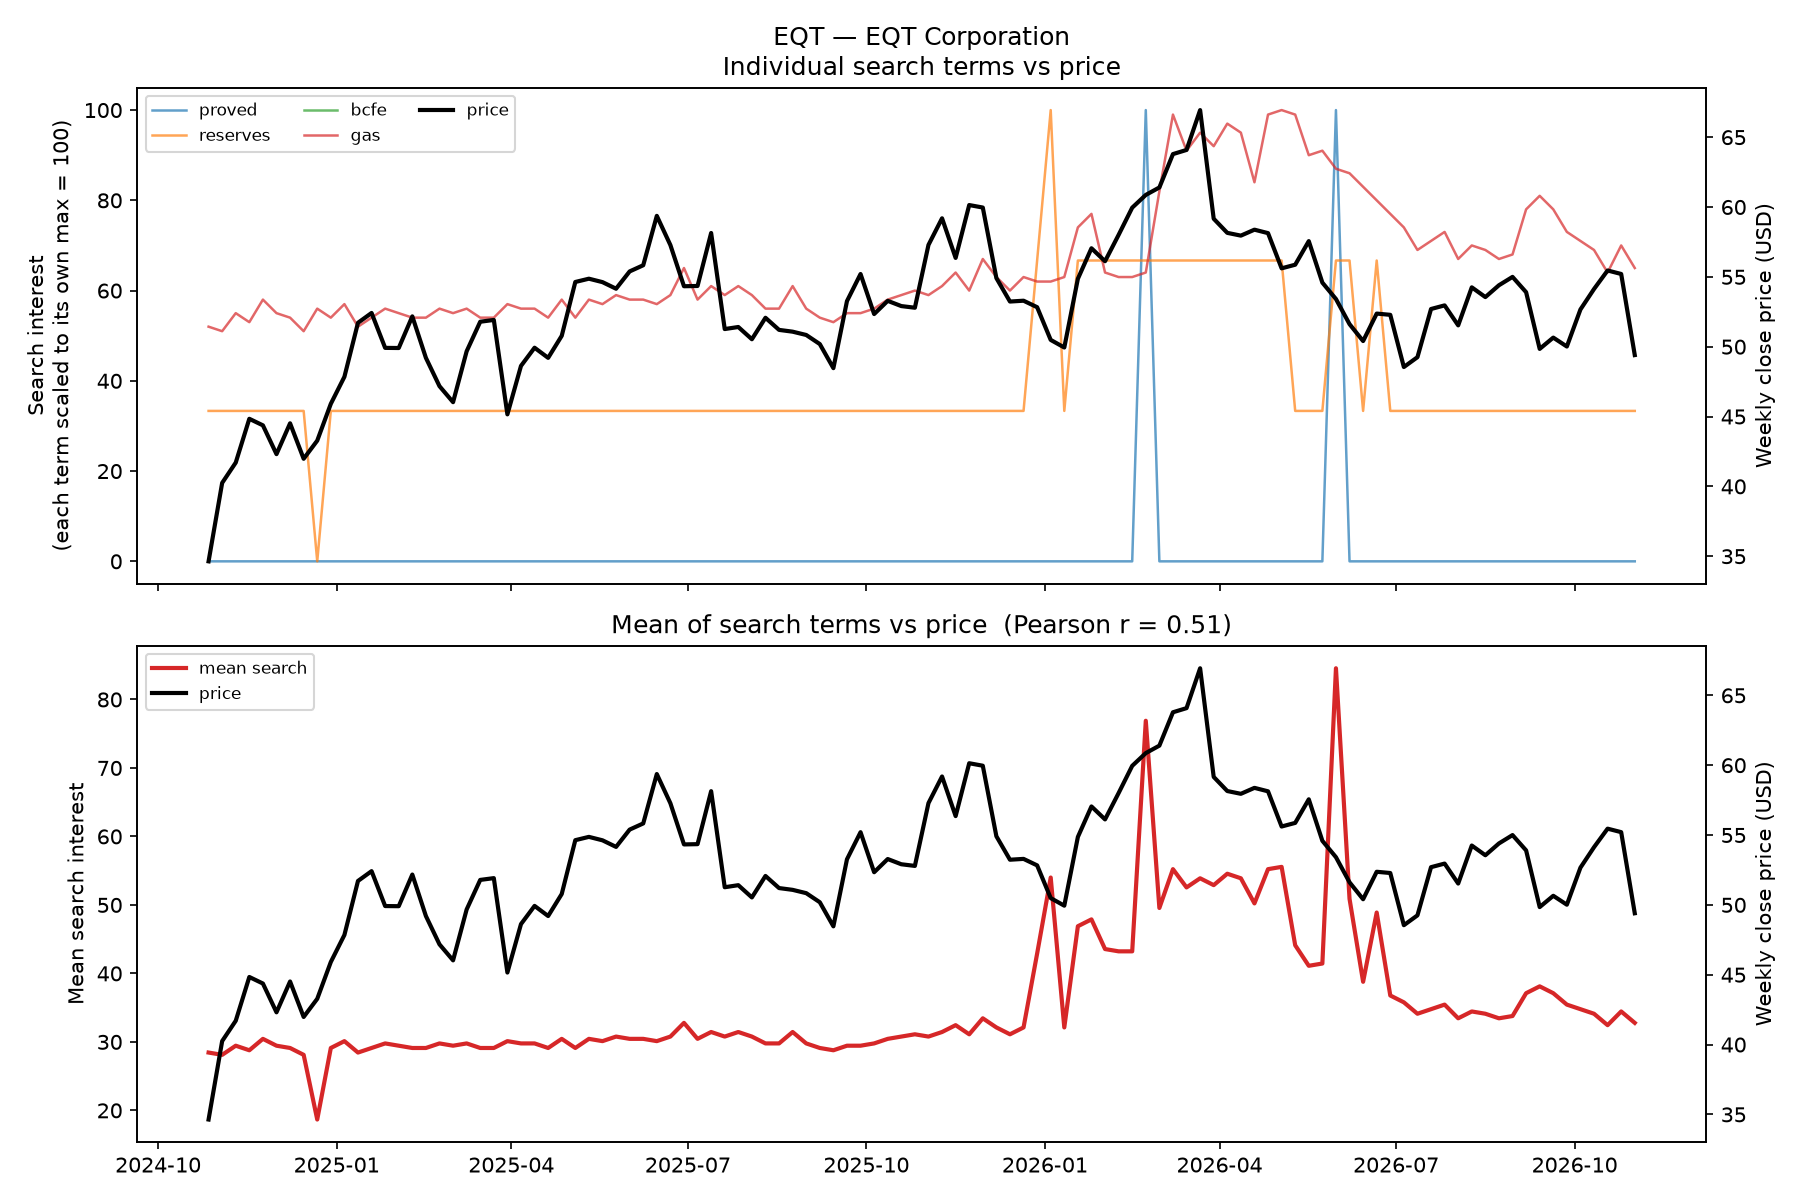 EQT — EQT Corporation
Individual search terms vs price
proved
reserves
bcfe
gas
price
Search interest
(each term scaled to its own max = 100)
100
80
60
40
20
0
Weekly close price (USD)
65
60
55
50
45
40
35
Mean of search terms vs price (Pearson r = 0.51)
mean search
price
Mean search interest
80
70
60
50
40
30
20
Weekly close price (USD)
65
60
55
50
45
40
35
2024-10
2025-01
2025-04
2025-07
2025-10
2026-01
2026-04
2026-07
2026-10